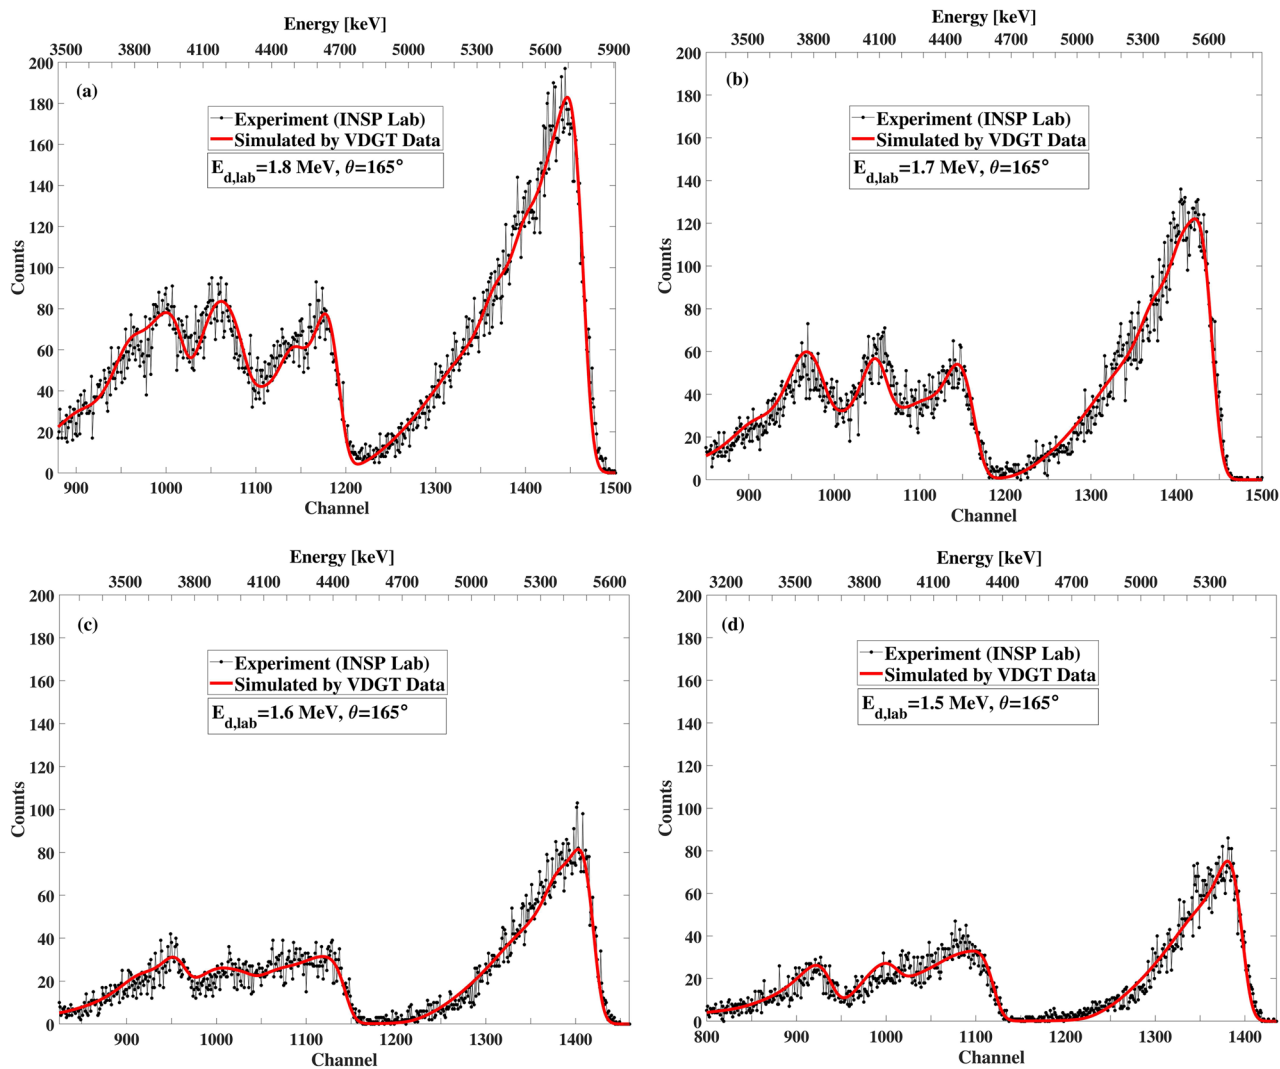 Energy [keV]
3500 3800 4100 4400 4700 5000 5300 5600 5900
(a)
Experiment (INSP Lab)
Simulated by VDGT Data
E_d,lab=1.8 MeV, θ=165°
200
180
160
140
120
100
80
60
40
20
0
Counts
900 1000 1100 1200 1300 1400 1500
Channel
Energy [keV]
3500 3800 4100 4400 4700 5000 5300 5600
(b)
Experiment (INSP Lab)
Simulated by VDGT Data
E_d,lab=1.7 MeV, θ=165°
200
180
160
140
120
100
80
60
40
20
0
Counts
900 1000 1100 1200 1300 1400 1500
Channel
Energy [keV]
3500 3800 4100 4400 4700 5000 5300 5600
(c)
Experiment (INSP Lab)
Simulated by VDGT Data
E_d,lab=1.6 MeV, θ=165°
200
180
160
140
120
100
80
60
40
20
0
Counts
900 1000 1100 1200 1300 1400
Channel
Energy [keV]
3200 3500 3800 4100 4400 4700 5000 5300
(d)
Experiment (INSP Lab)
Simulated by VDGT Data
E_d,lab=1.5 MeV, θ=165°
200
180
160
140
120
100
80
60
40
20
0
Counts
800 900 1000 1100 1200 1300 1400
Channel